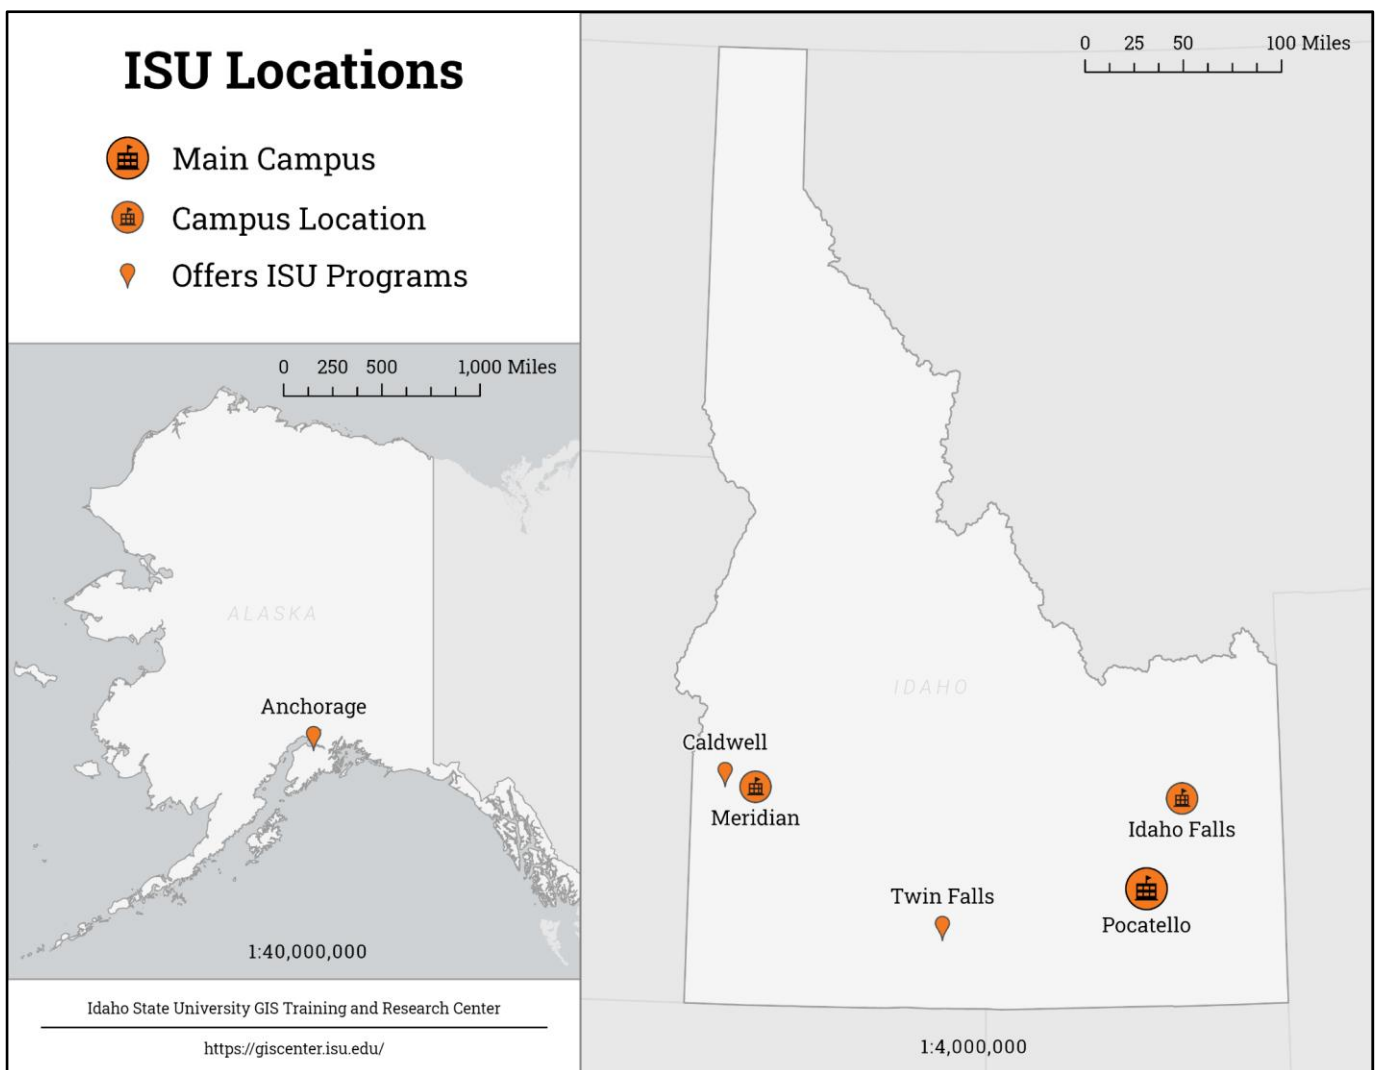 ISU Locations
Main Campus
Campus Location
Offers ISU Programs
0 250 500 1,000 Miles
ALASKA
Anchorage
1:40,000,000
Idaho State University GIS Training and Research Center
https://giscenter.isu.edu/
0 25 50 100 Miles
IDAHO
Caldwell
Meridian
Idaho Falls
Twin Falls
Pocatello
1:4,000,000